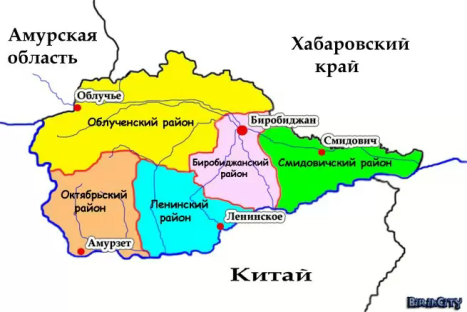 Амурская
область
Хабаровский
край
Облучье
Облученский район
Биробиджан
Смидович
Биробиджанский
район
Смидовичский район
Октябрьский
район
Ленинский
район
Ленинское
Амурзет
Китай